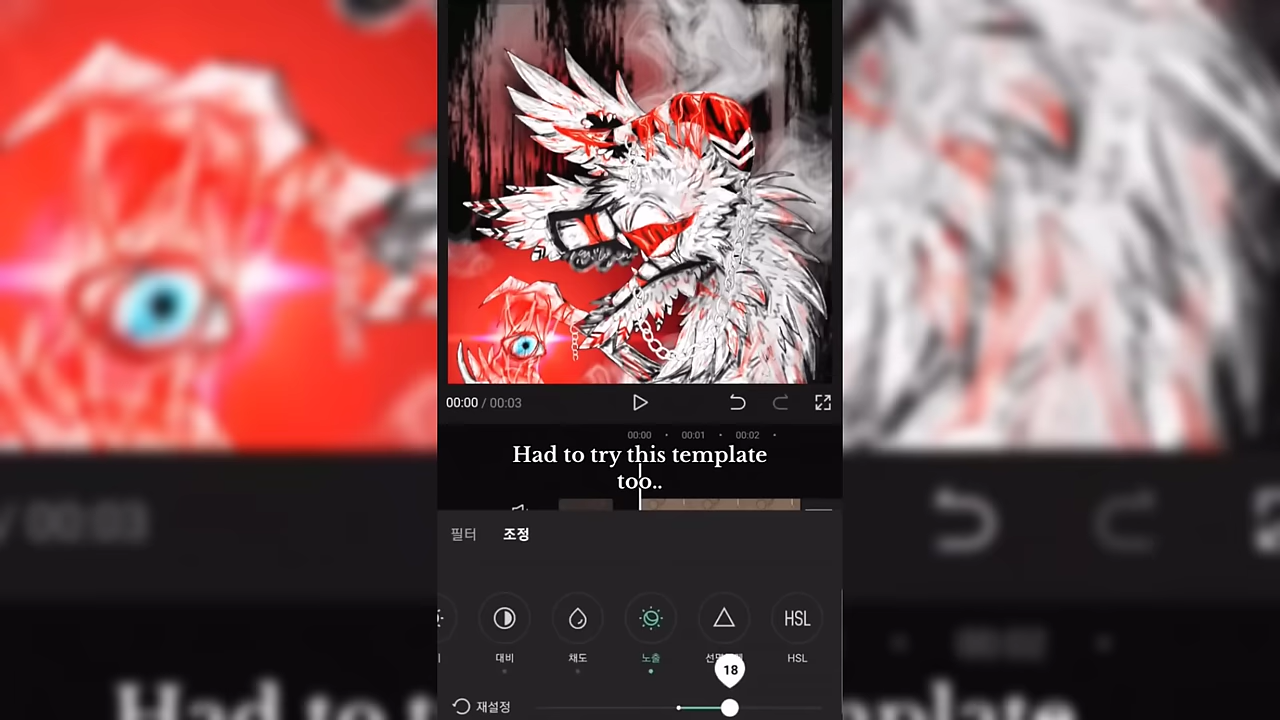 00:00 / 00:03
00:00 00:01 00:02
Had to try this template
too..
필터 조정
대비 채도 노출 HSL
HSL
18
재설정